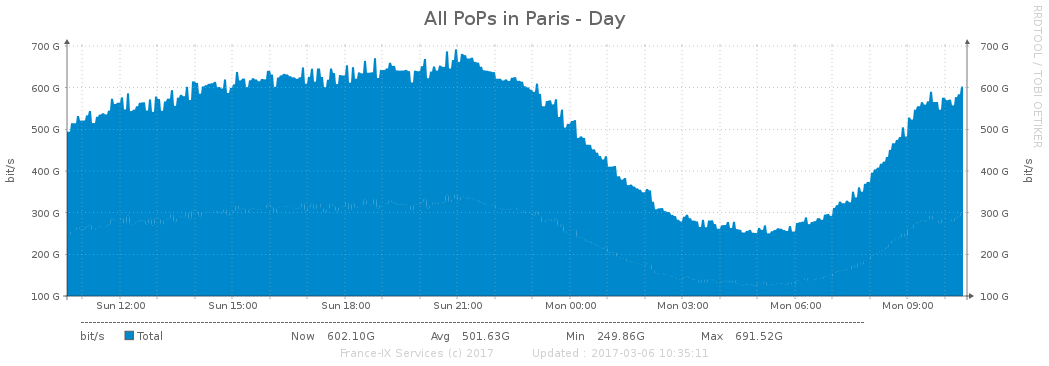 All PoPs in Paris - Day
RRDTOOL / TOBI OETIKER
bit/s
bit/s
700 G 700 G
600 G 600 G
500 G 500 G
400 G 400 G
300 G 300 G
200 G 200 G
100 G 100 G
Sun 12:00 Sun 15:00 Sun 18:00 Sun 21:00 Mon 00:00 Mon 03:00 Mon 06:00 Mon 09:00
bit/s Total Now 602.10G Avg 501.63G Min 249.86G Max 691.52G
France-IX Services (c) 2017 Updated : 2017-03-06 10:35:11